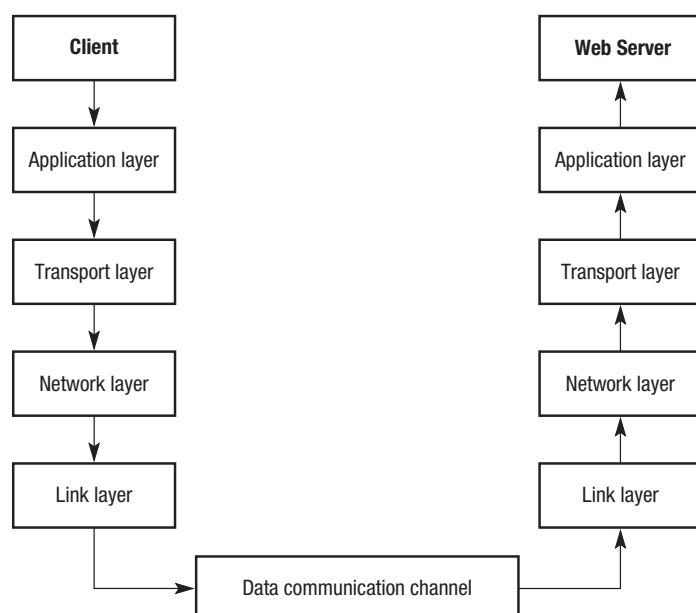 Client
Web Server
Application layer
Application layer
Transport layer
Transport layer
Network layer
Network layer
Link layer
Link layer
Data communication channel